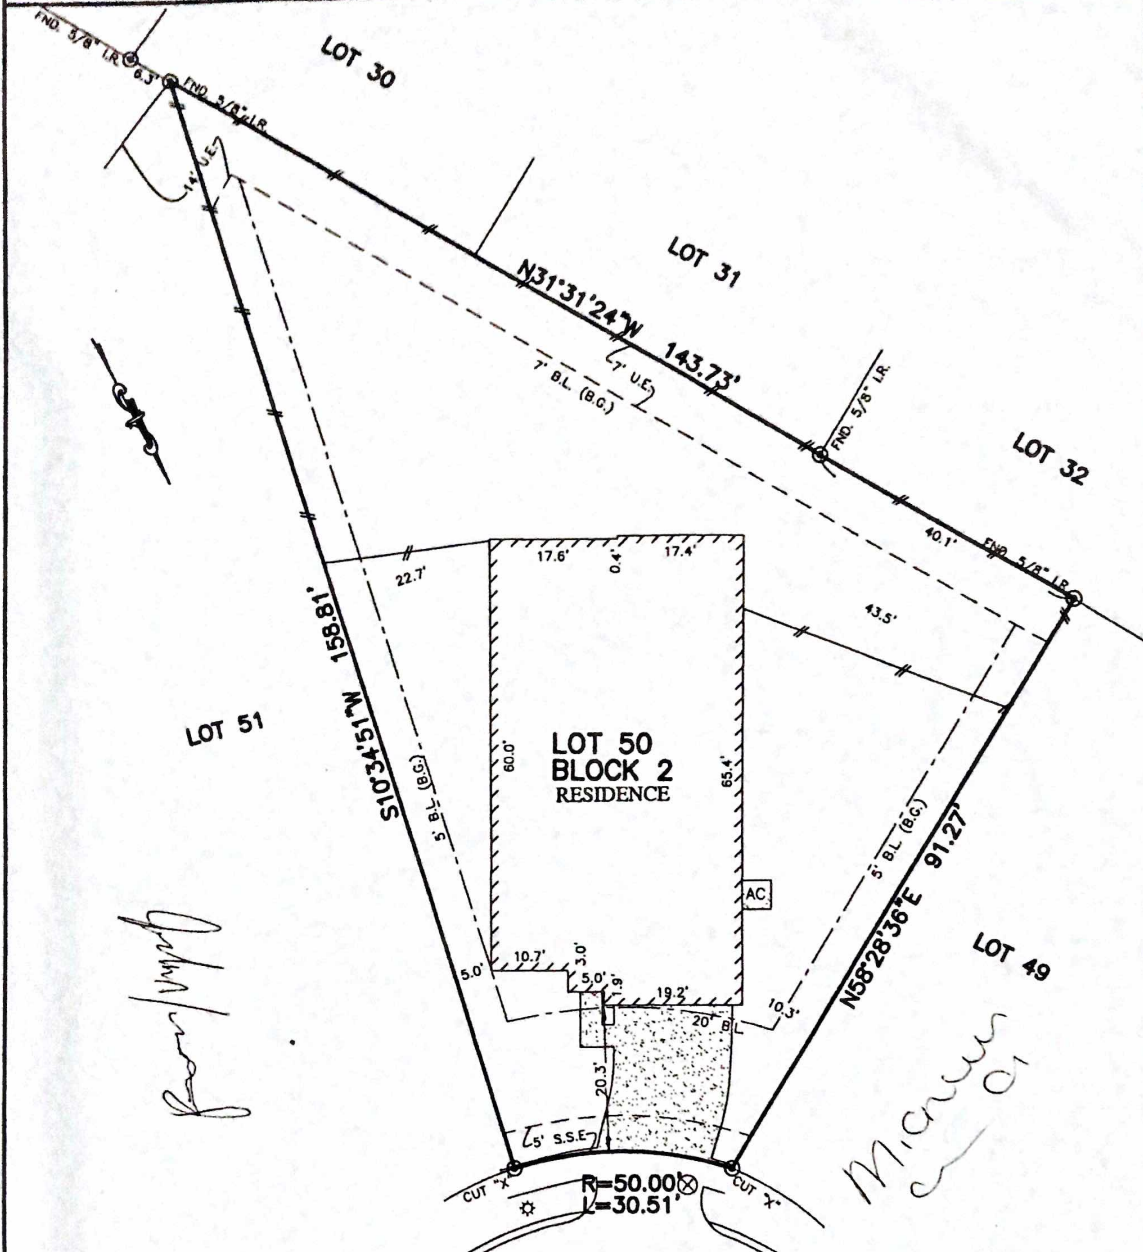 FND. 5/8" I.R.
6.3'
FND. 5/8" I.R.
LOT 30
14' U.E.
LOT 31
N31°31'24"W 143.73'
7' U.E.
7' B.L. (B.G.)
FND. 5/8" I.R.
LOT 32
40.1'
FND. 5/8" I.R.
17.6'
0.4'
17.4'
22.7'
43.5'
S10°34'51"W 158.81'
LOT 51
5' B.L. (B.G.)
60.0'
LOT 50
BLOCK 2
RESIDENCE
65.4'
5' B.L. (B.G.)
N58°28'36"E 91.27'
AC
LOT 49
5.0'
10.7'
3.0'
5.0'
1.9'
19.2'
20' B.L.
10.3'
20.3'
5' S.S.E.
CUT "X"
R=50.00'
L=30.51'
CUT "X"